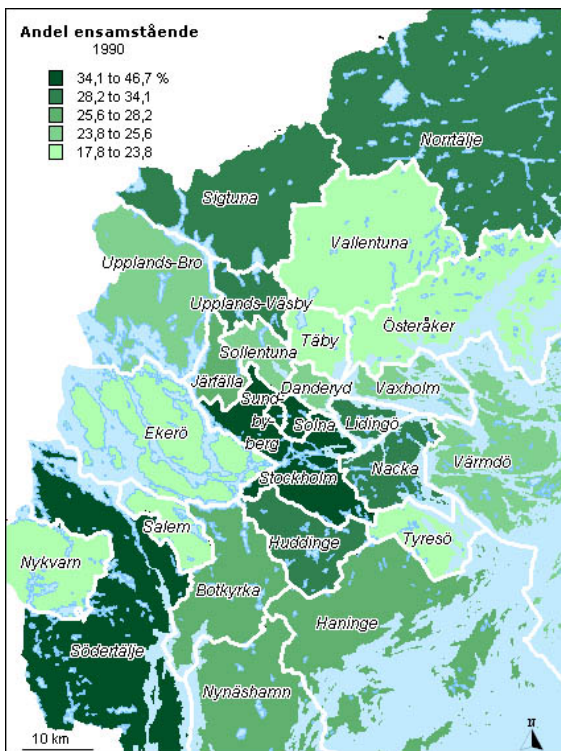 Andel ensamstående
1990
34,1 to 46,7 %
28,2 to 34,1
25,6 to 28,2
23,8 to 25,6
17,8 to 23,8
Norrtälje
Sigtuna
Vallentuna
Upplands-Bro
Upplands-Väsby
Österåker
Täby
Sollentuna
Järfälla
Danderyd
Vaxholm
Sund-
by-
berg
Solna
Lidingö
Ekerö
Värmdö
Nacka
Stockholm
Salem
Tyresö
Huddinge
Nykvarn
Botkyrka
Haninge
Södertälje
Nynäshamn
10 km
N